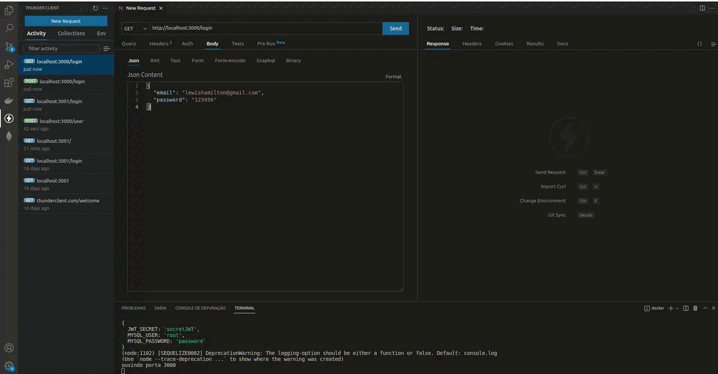 THUNDER CLIENT
New Request
Activity Collections Env
filter activity
GET localhost:3000/login
just now
POST localhost:3000/login
just now
GET localhost:3001/login
just now
POST localhost:3000/user
42 sec ago
GET localhost:3001/
21 mins ago
GET localhost:3001/login
16 days ago
GET localhost:3001
19 days ago
GET thunderclient.com/welcome
16 days ago
New Request
GET http://localhost:3000/login Send
Query Headers 2 Auth Body Tests Pre Run New
Json Xml Text Form Form-encode Graphql Binary
Json Content Format
1 {
2 "email": "lewishamilton@gmail.com",
3 "password": "123456"
4 }
Status: Size: Time:
Response Headers Cookies Results Docs
{ }
Send Request Ctrl Enter
Import Curl Ctrl
Change Environment Ctrl E
Git Sync Details
PROBLEMAS SAÍDA CONSOLE DE DEPURAÇÃO TERMINAL
docker
{
JWT_SECRET: 'secretJWT',
MYSQL_USER: 'root',
MYSQL_PASSWORD: 'password'
}
(node:1102) [SEQUELIZE0002] DeprecationWarning: The logging-option should be either a function or false. Default: console.log
(Use `node --trace-deprecation ...` to show where the warning was created)
ouvindo porta 3000